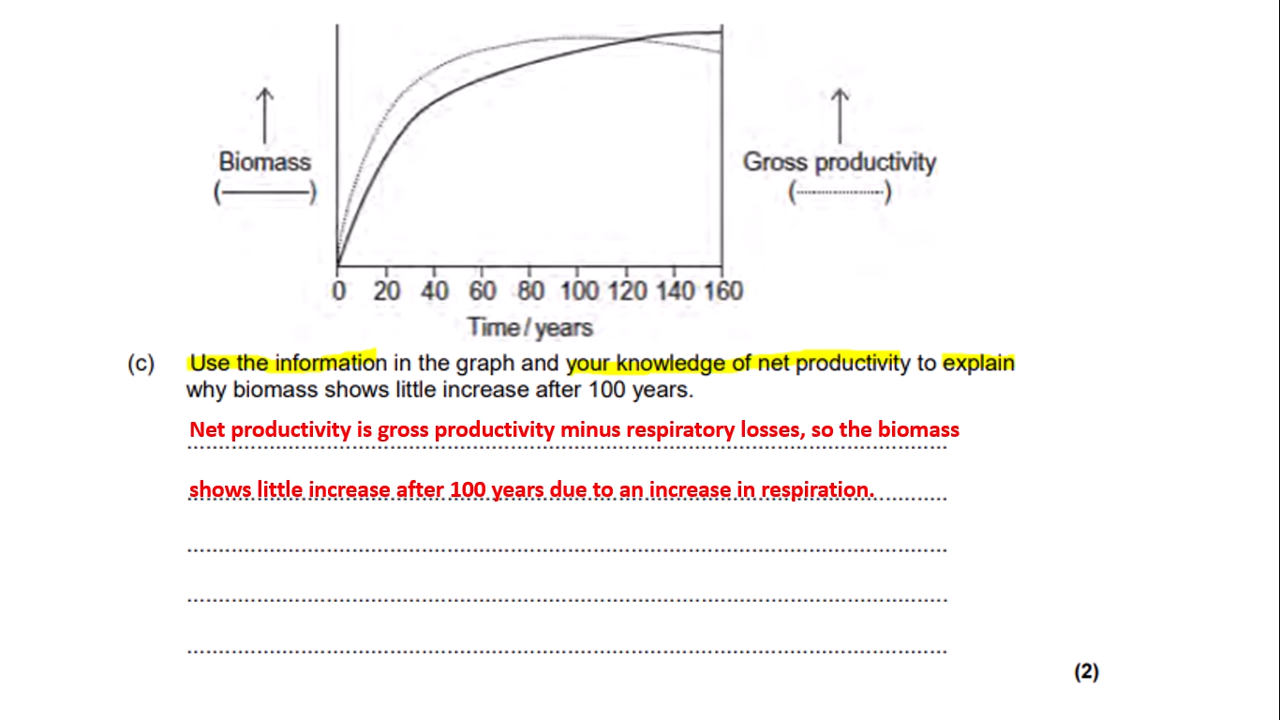 Biomass
(———)
Gross productivity
(..................)
0 20 40 60 80 100 120 140 160
Time/years
(c) Use the information in the graph and your knowledge of net productivity to explain
why biomass shows little increase after 100 years.
Net productivity is gross productivity minus respiratory losses, so the biomass
shows little increase after 100 years due to an increase in respiration.
(2)